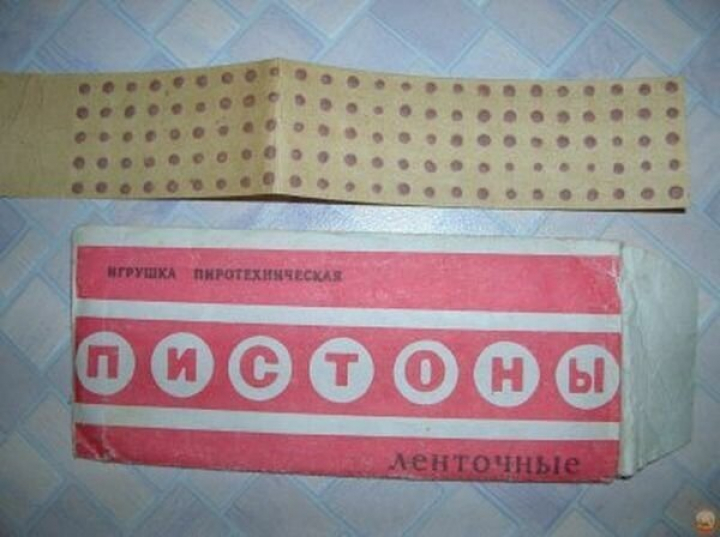 ИГРУШКА ПИРОТЕХНИЧЕСКАЯ
ПИСТОНЫ
ленточные